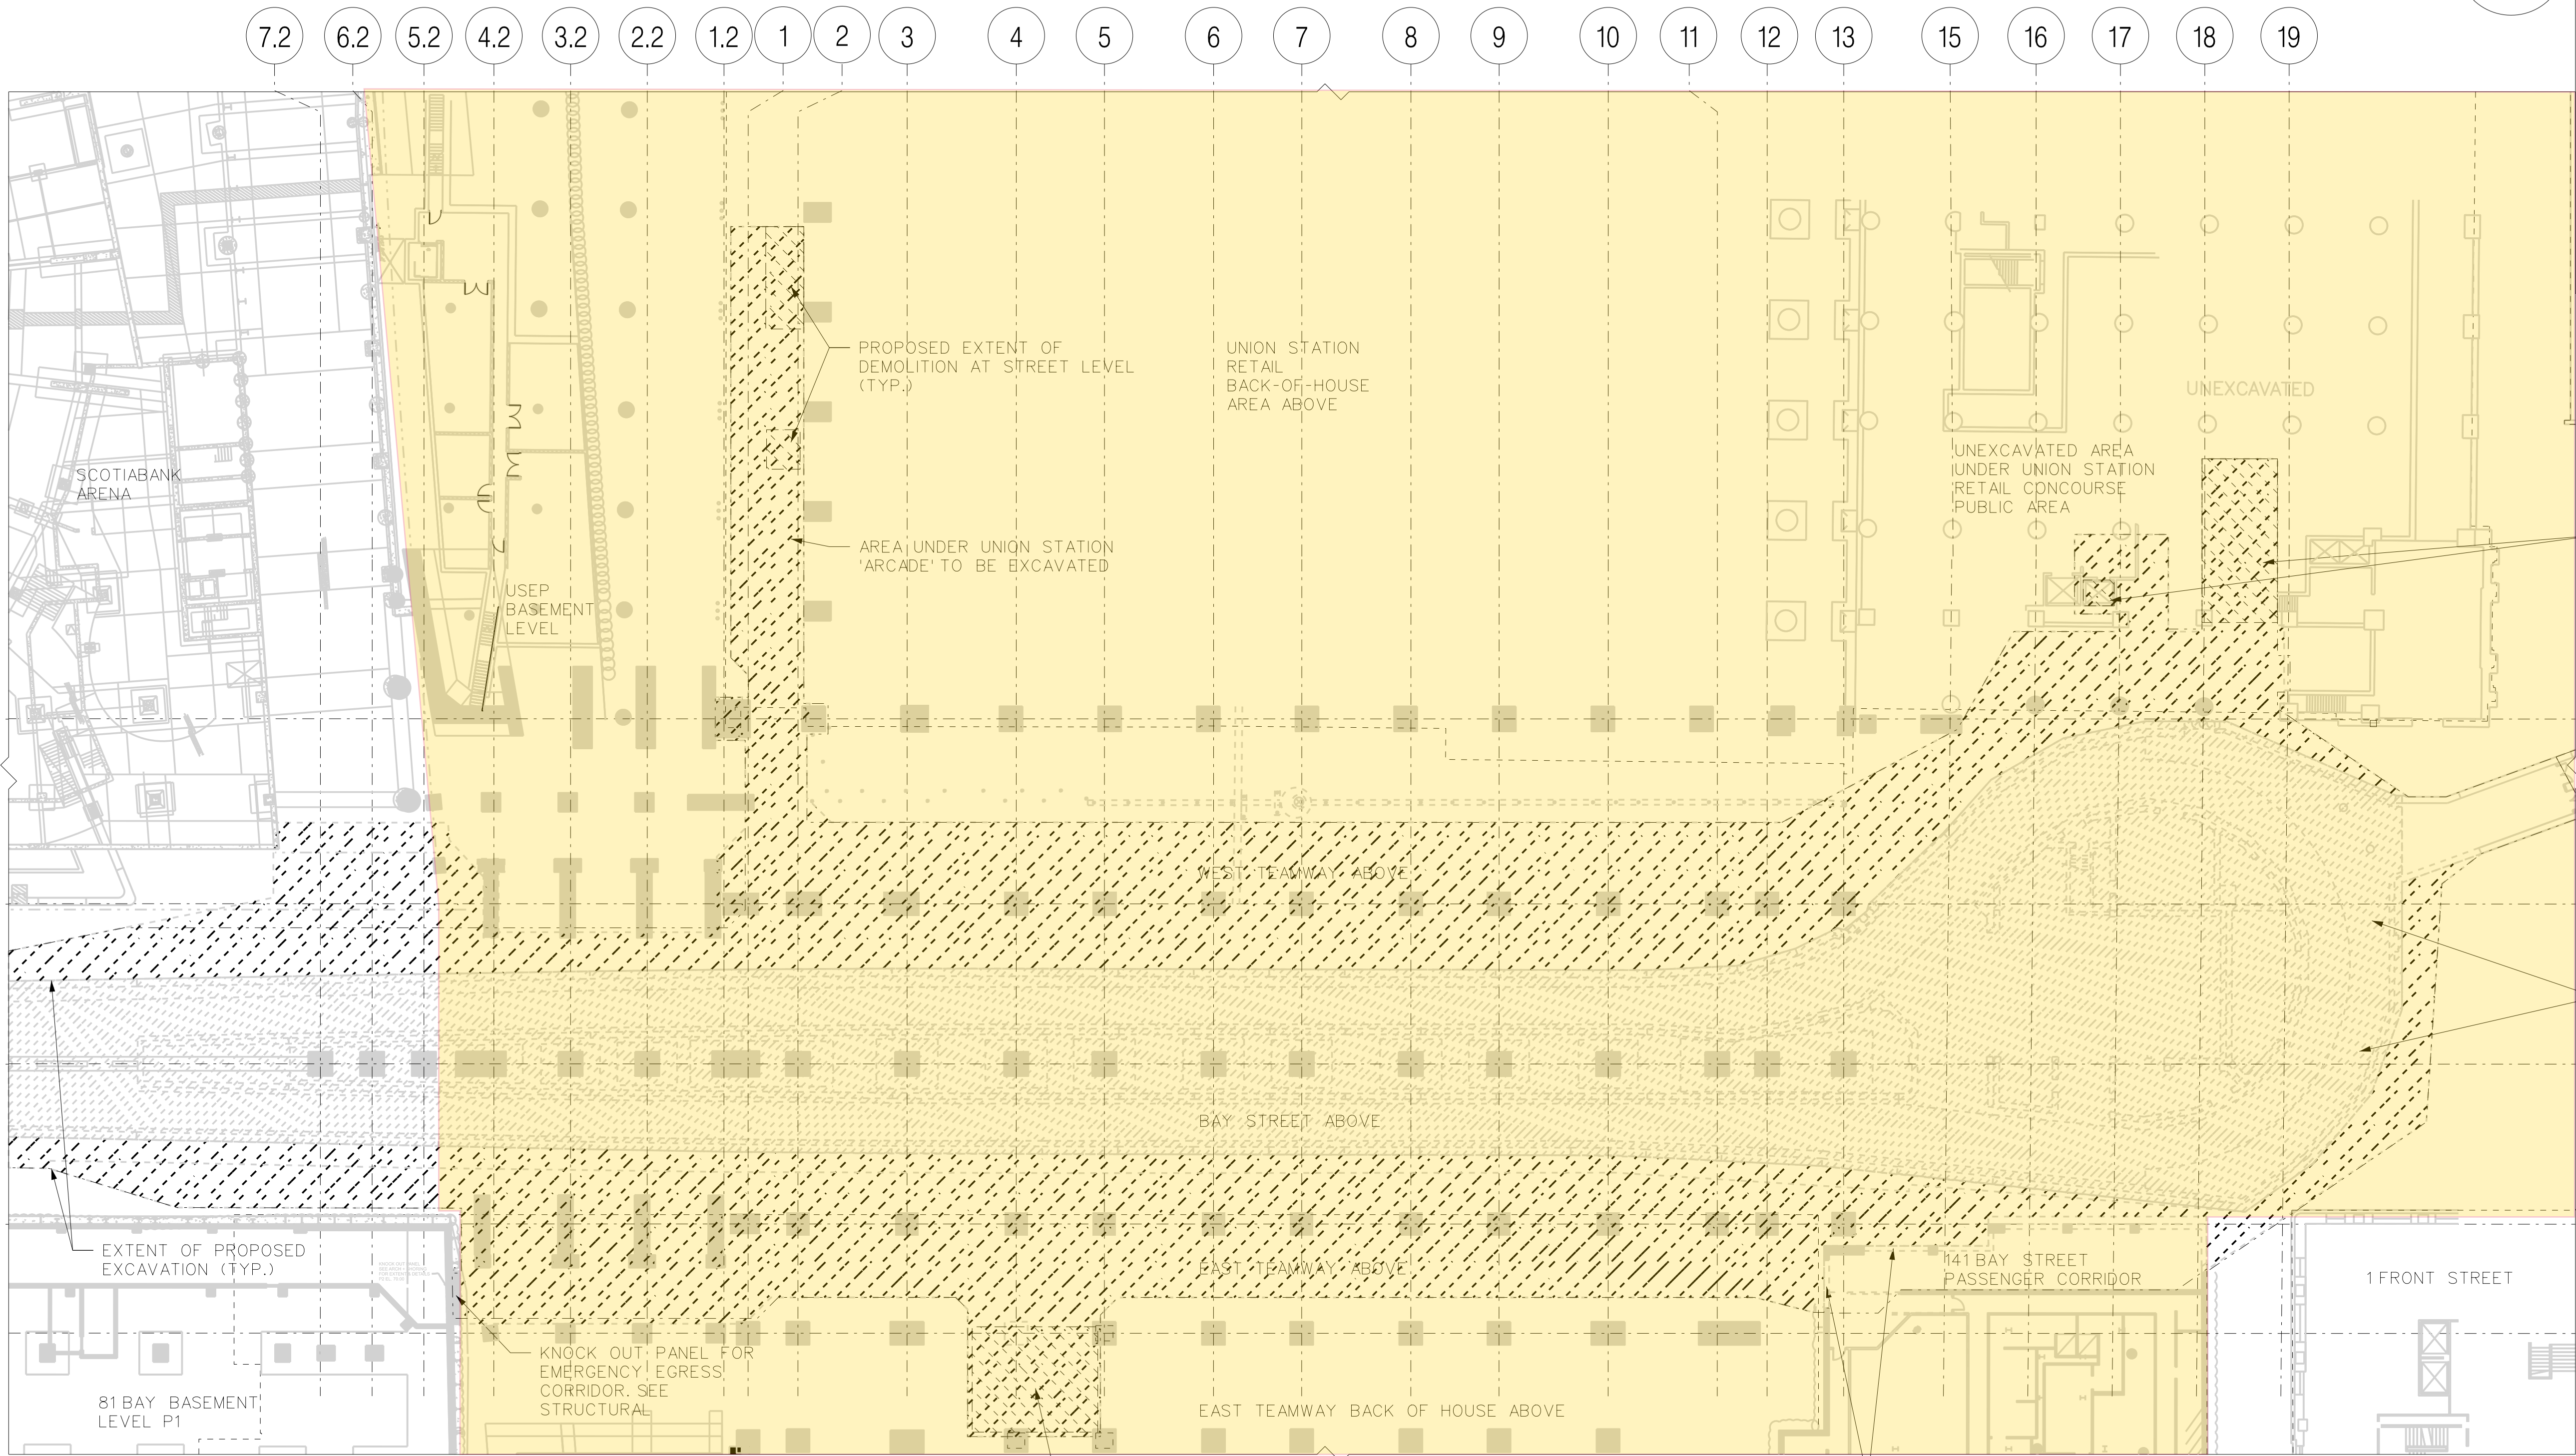 7.2 6.2 5.2 4.2 3.2 2.2 1.2 1 2 3 4 5 6 7 8 9 10 11 12 13 15 16 17 18 19
PROPOSED EXTENT OF
DEMOLITION AT STREET LEVEL
(TYP.)
UNION STATION
RETAIL
BACK-OF-HOUSE
AREA ABOVE
UNEXCAVATED
UNEXCAVATED AREA
UNDER UNION STATION
RETAIL CONCOURSE
PUBLIC AREA
SCOTIABANK
ARENA
AREA UNDER UNION STATION
'ARCADE' TO BE EXCAVATED
USEP
BASEMENT
LEVEL
WEST TEAMWAY ABOVE
BAY STREET ABOVE
EXTENT OF PROPOSED
EXCAVATION (TYP.)
EAST TEAMWAY ABOVE
141 BAY STREET
PASSENGER CORRIDOR
1 FRONT STREET
KNOCK OUT PANEL FOR
EMERGENCY EGRESS
CORRIDOR. SEE
STRUCTURAL
81 BAY BASEMENT
LEVEL P1
EAST TEAMWAY BACK OF HOUSE ABOVE